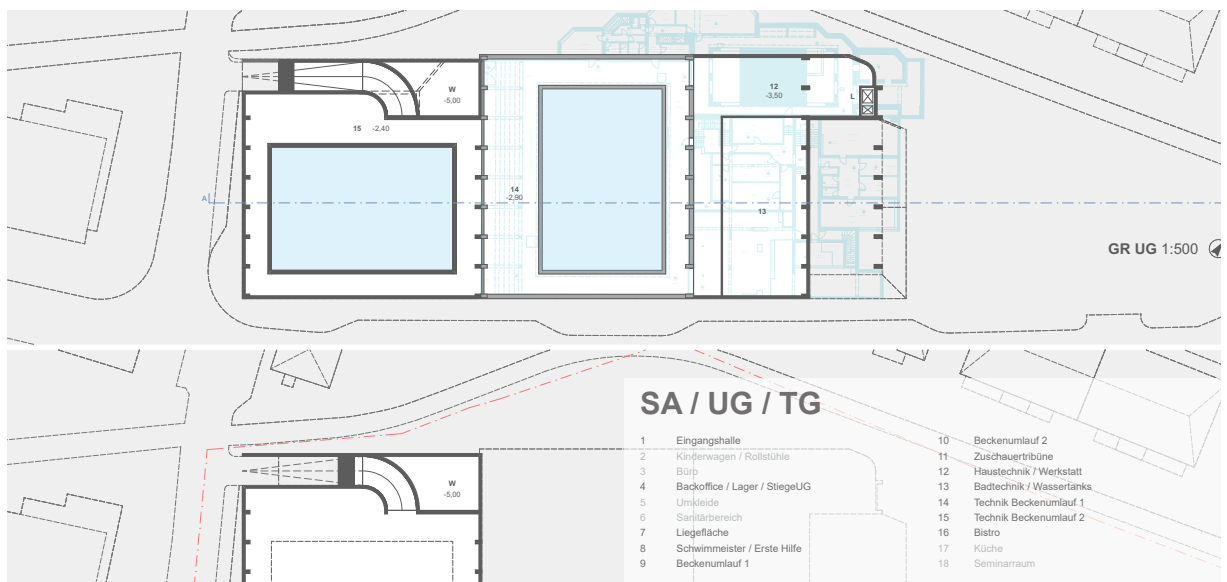 W
-5,00
12
-3,50
L
15 -2,40
14
-2,90
A
13
GR UG 1:500
SA / UG / TG
1 Eingangshalle
2 Kinderwagen / Rollstühle
3 Büro
4 Backoffice / Lager / StiegeUG
5 Umkleide
6 Sanitärbereich
7 Liegefläche
8 Schwimmeister / Erste Hilfe
9 Beckenumlauf 1
10 Beckenumlauf 2
11 Zuschauertribüne
12 Haustechnik / Werkstatt
13 Badtechnik / Wassertanks
14 Technik Beckenumlauf 1
15 Technik Beckenumlauf 2
16 Bistro
17 Küche
18 Seminarraum
W
-5,00